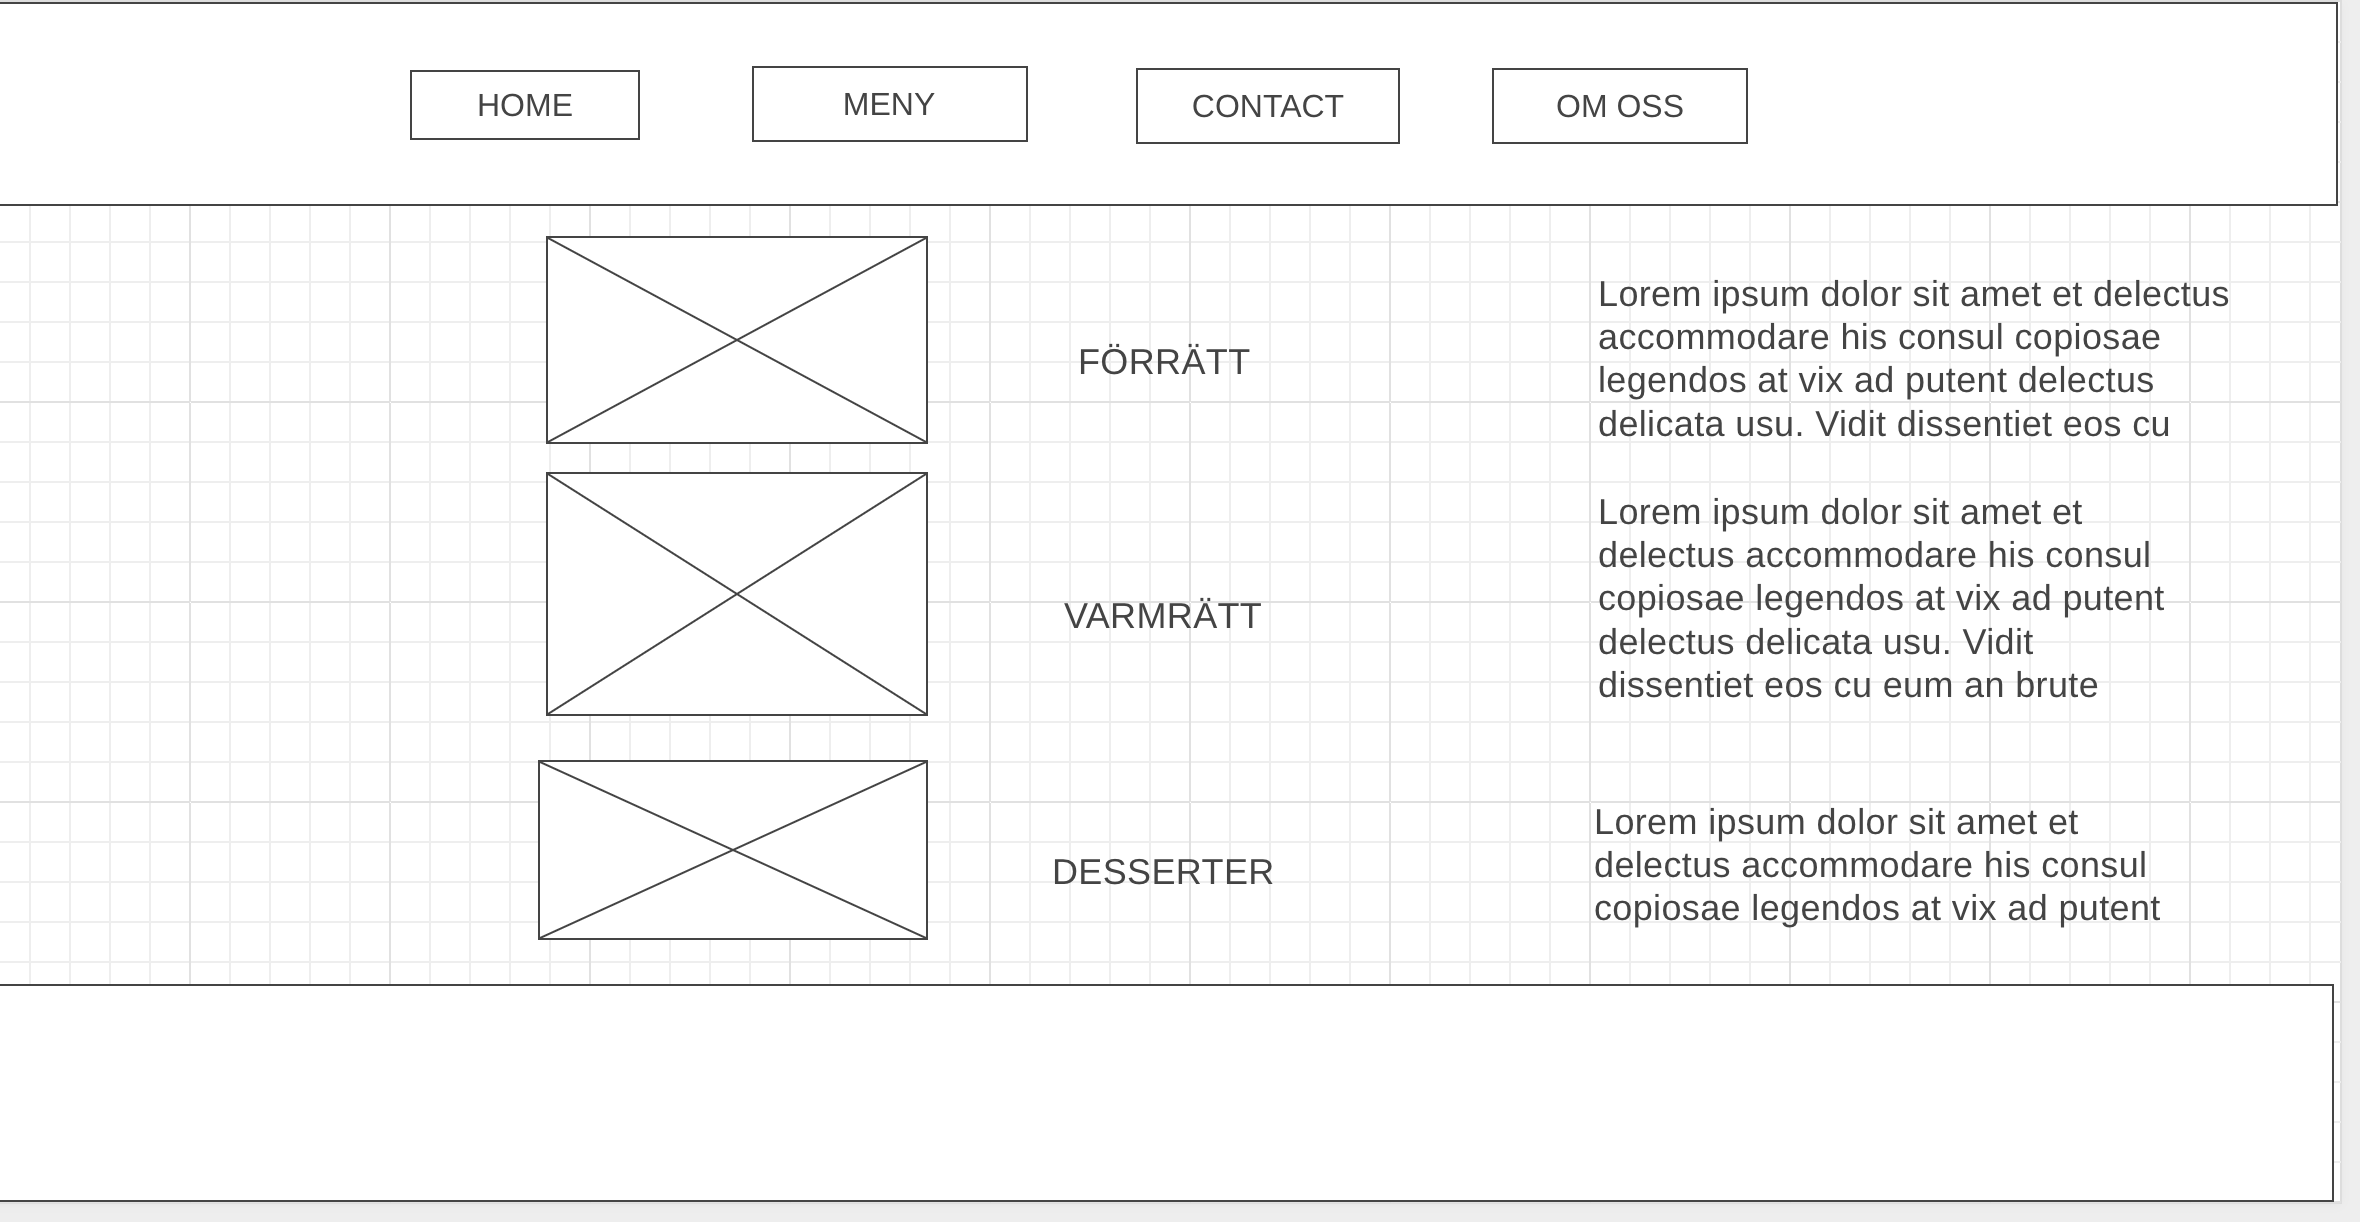 HOME
MENY
CONTACT
OM OSS
FÖRRÄTT
Lorem ipsum dolor sit amet et delectus
accommodare his consul copiosae
legendos at vix ad putent delectus
delicata usu. Vidit dissentiet eos cu
VARMRÄTT
Lorem ipsum dolor sit amet et
delectus accommodare his consul
copiosae legendos at vix ad putent
delectus delicata usu. Vidit
dissentiet eos cu eum an brute
DESSERTER
Lorem ipsum dolor sit amet et
delectus accommodare his consul
copiosae legendos at vix ad putent